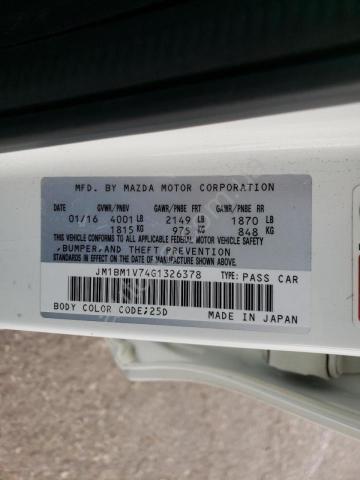 MFD. BY MAZDA MOTOR CORPORATION
DATE GVWR/PNBV GAWR/PNBE FRT GAWR/PNBE RR
01/16 4001 LB 2149 LB 1870 LB
1815 KG 975 KG 848 KG
THIS VEHICLE CONFORMS TO ALL APPLICABLE FEDERAL MOTOR VEHICLE SAFETY
,BUMPER,AND THEFT PREVENTION
STANDARDS IN EFFECT ON THE DATE OF MANUFACTURE SHOWN ABOVE.
JM1BM1V74G1326378 TYPE: PASS CAR
BODY COLOR CODE;25D
MADE IN JAPAN